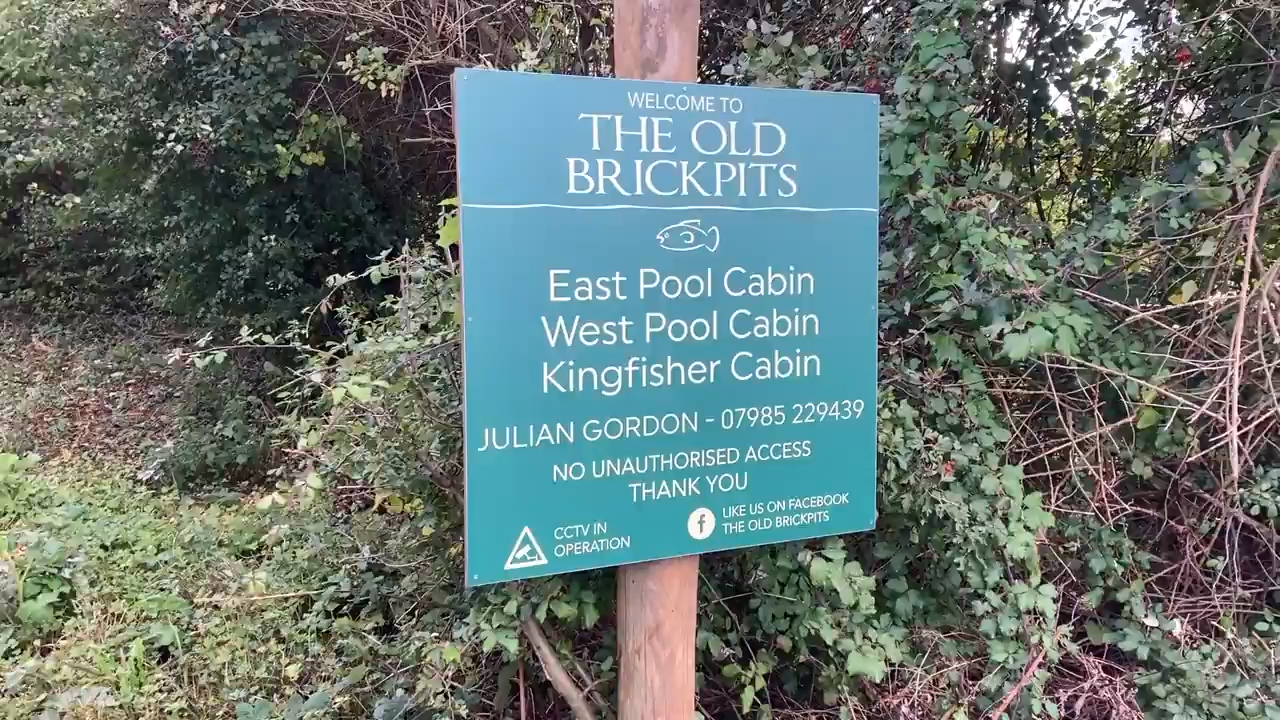 WELCOME TO
THE OLD
BRICKPITS
East Pool Cabin
West Pool Cabin
Kingfisher Cabin
JULIAN GORDON - 07985 229439
NO UNAUTHORISED ACCESS
THANK YOU
CCTV IN
OPERATION
f
LIKE US ON FACEBOOK
THE OLD BRICKPITS